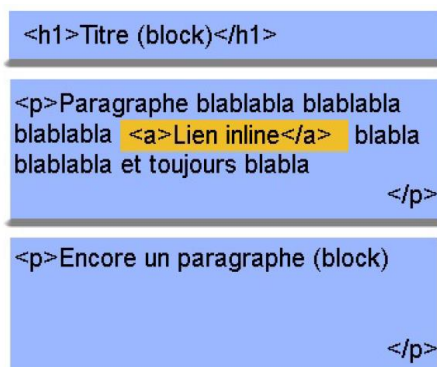 <h1>Titre (block)</h1>
<p>Paragraphe blablabla blablabla
blablabla <a>Lien inline</a> blabla
blablabla et toujours blabla
</p>
<p>Encore un paragraphe (block)
</p>